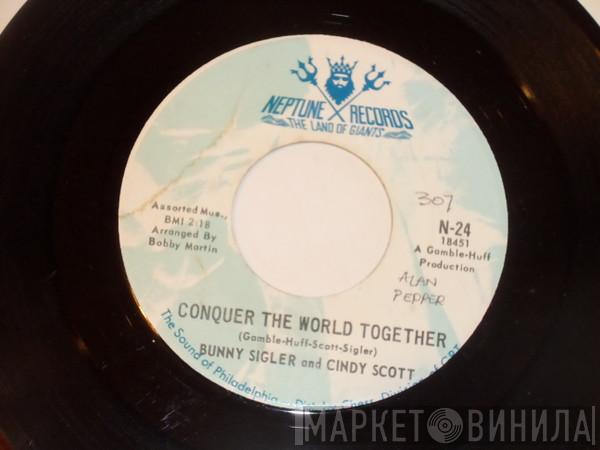 NEPTUNE RECORDS
THE LAND OF GIANTS
Assorted Mus.,
BMI 2:18
Arranged By
Bobby Martin
307
N-24
18451
A Gamble-Huff
Production
ALAN
PEPPER
CONQUER THE WORLD TOGETHER
(Gamble-Huff-Scott-Sigler)
BUNNY SIGLER and CINDY SCOTT
The Sound of Philadelphia
МАРКЕТ ВИНИЛА